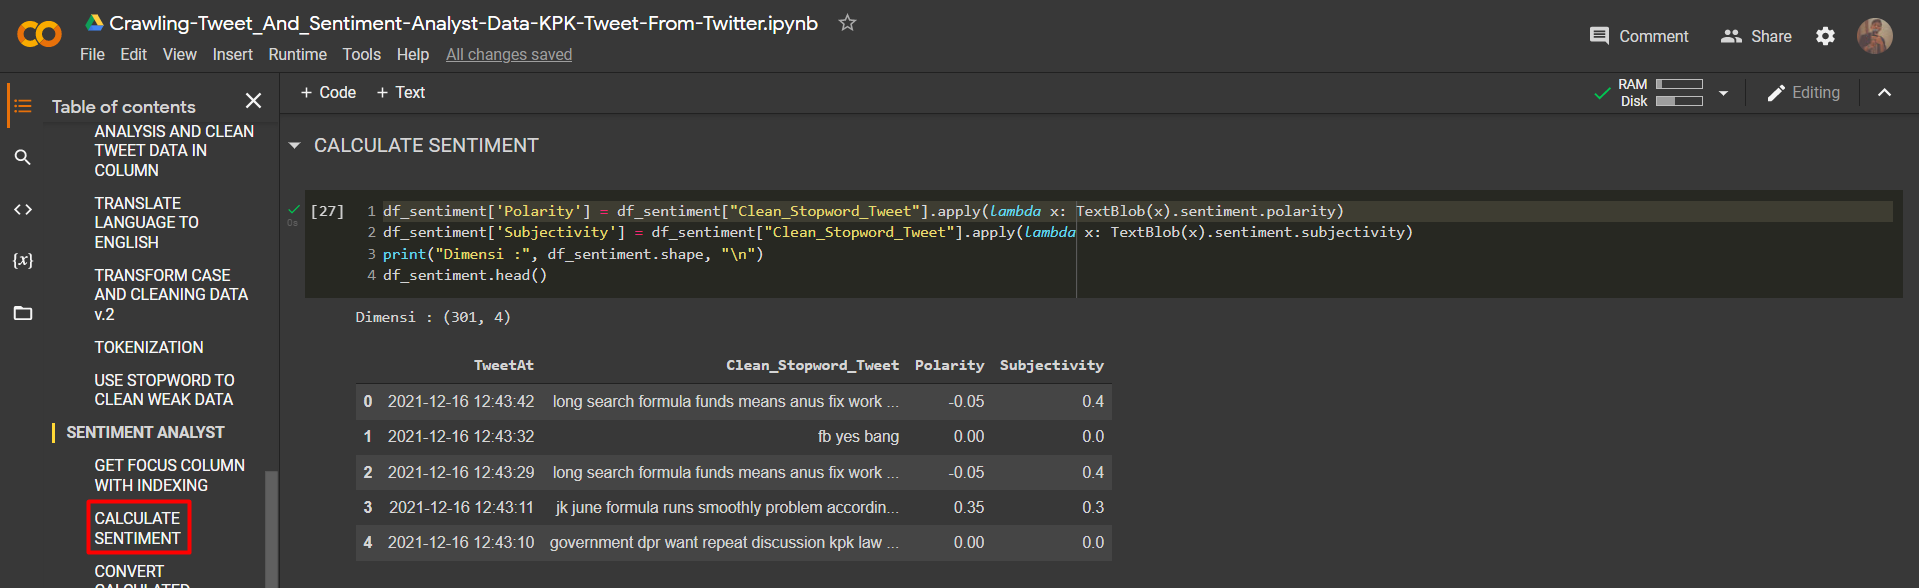 Crawling-Tweet_And_Sentiment-Analyst-Data-KPK-Tweet-From-Twitter.ipynb
File Edit View Insert Runtime Tools Help All changes saved
Comment Share
Table of contents
ANALYSIS AND CLEAN
TWEET DATA IN
COLUMN
TRANSLATE
LANGUAGE TO
ENGLISH
TRANSFORM CASE
AND CLEANING DATA
v.2
TOKENIZATION
USE STOPWORD TO
CLEAN WEAK DATA
SENTIMENT ANALYST
GET FOCUS COLUMN
WITH INDEXING
CALCULATE
SENTIMENT
CONVERT
CALCULATED
+ Code + Text
RAM
Disk
Editing
CALCULATE SENTIMENT
0s
[27]
1 df_sentiment['Polarity'] = df_sentiment["Clean_Stopword_Tweet"].apply(lambda x: TextBlob(x).sentiment.polarity)
2 df_sentiment['Subjectivity'] = df_sentiment["Clean_Stopword_Tweet"].apply(lambda x: TextBlob(x).sentiment.subjectivity)
3 print("Dimensi :", df_sentiment.shape, "\n")
4 df_sentiment.head()
Dimensi : (301, 4)
TweetAt Clean_Stopword_Tweet Polarity Subjectivity
0 2021-12-16 12:43:42 long search formula funds means anus fix work ... -0.05 0.4
1 2021-12-16 12:43:32 fb yes bang 0.00 0.0
2 2021-12-16 12:43:29 long search formula funds means anus fix work ... -0.05 0.4
3 2021-12-16 12:43:11 jk june formula runs smoothly problem accordin... 0.35 0.3
4 2021-12-16 12:43:10 government dpr want repeat discussion kpk law ... 0.00 0.0